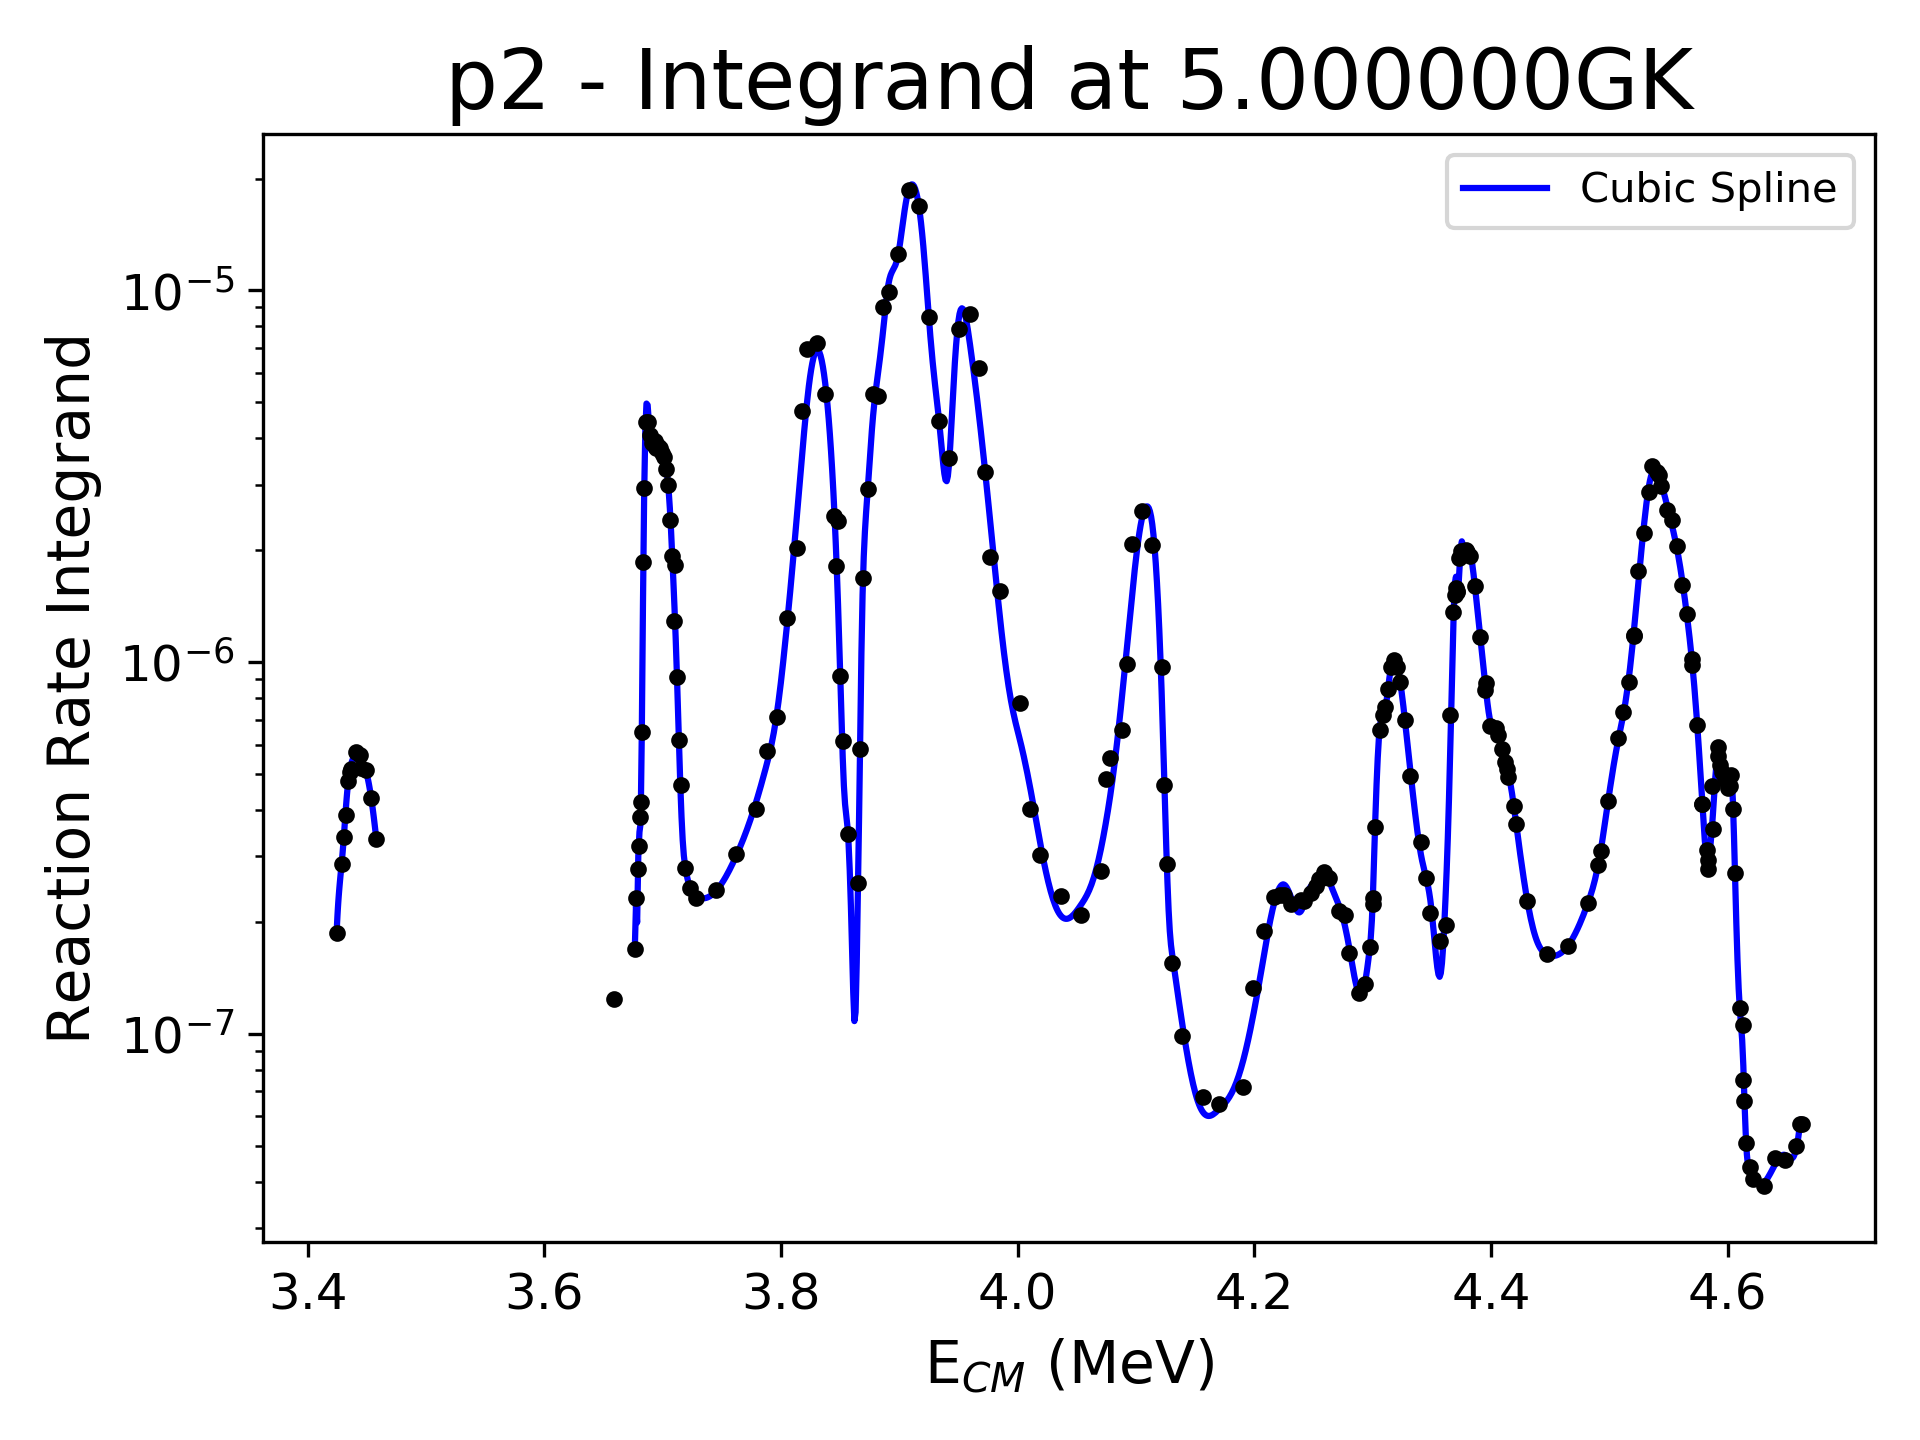 p2 - Integrand at 5.000000GK
Cubic Spline
Reaction Rate Integrand
10⁻⁵
10⁻⁶
10⁻⁷
3.4 3.6 3.8 4.0 4.2 4.4 4.6
E_CM (MeV)